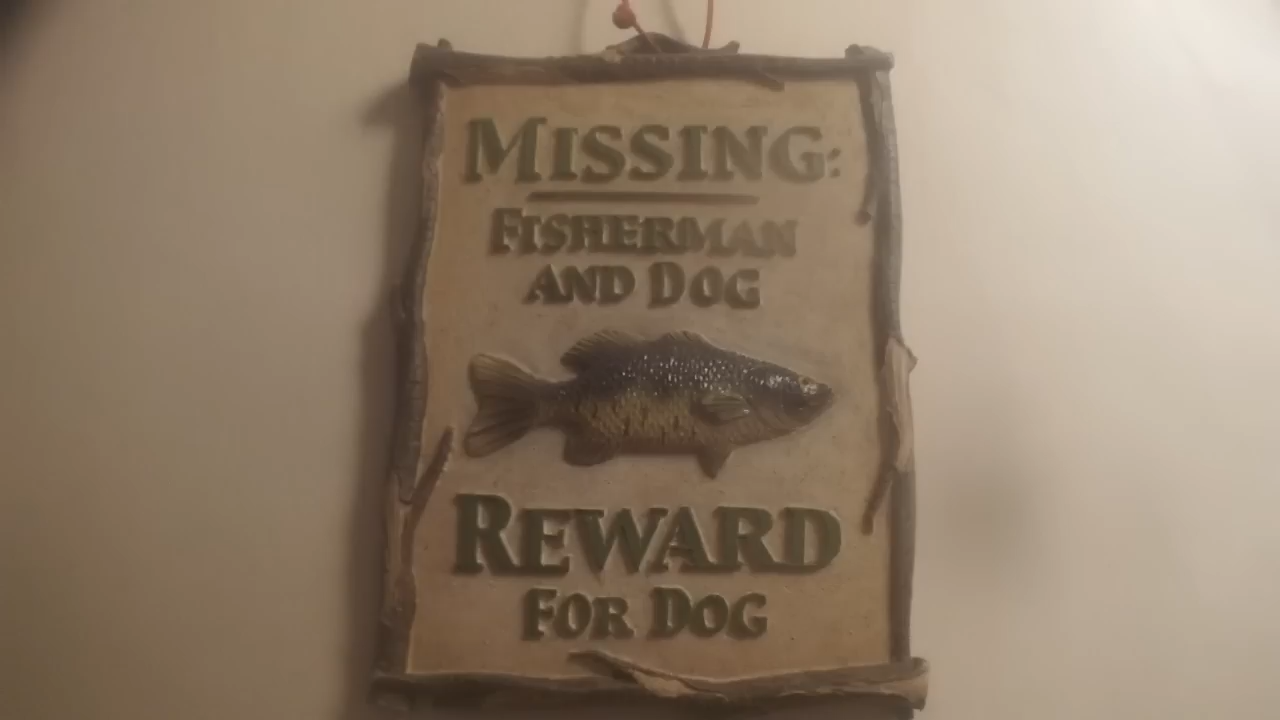 MISSING:
FISHERMAN
AND DOG
REWARD
FOR DOG